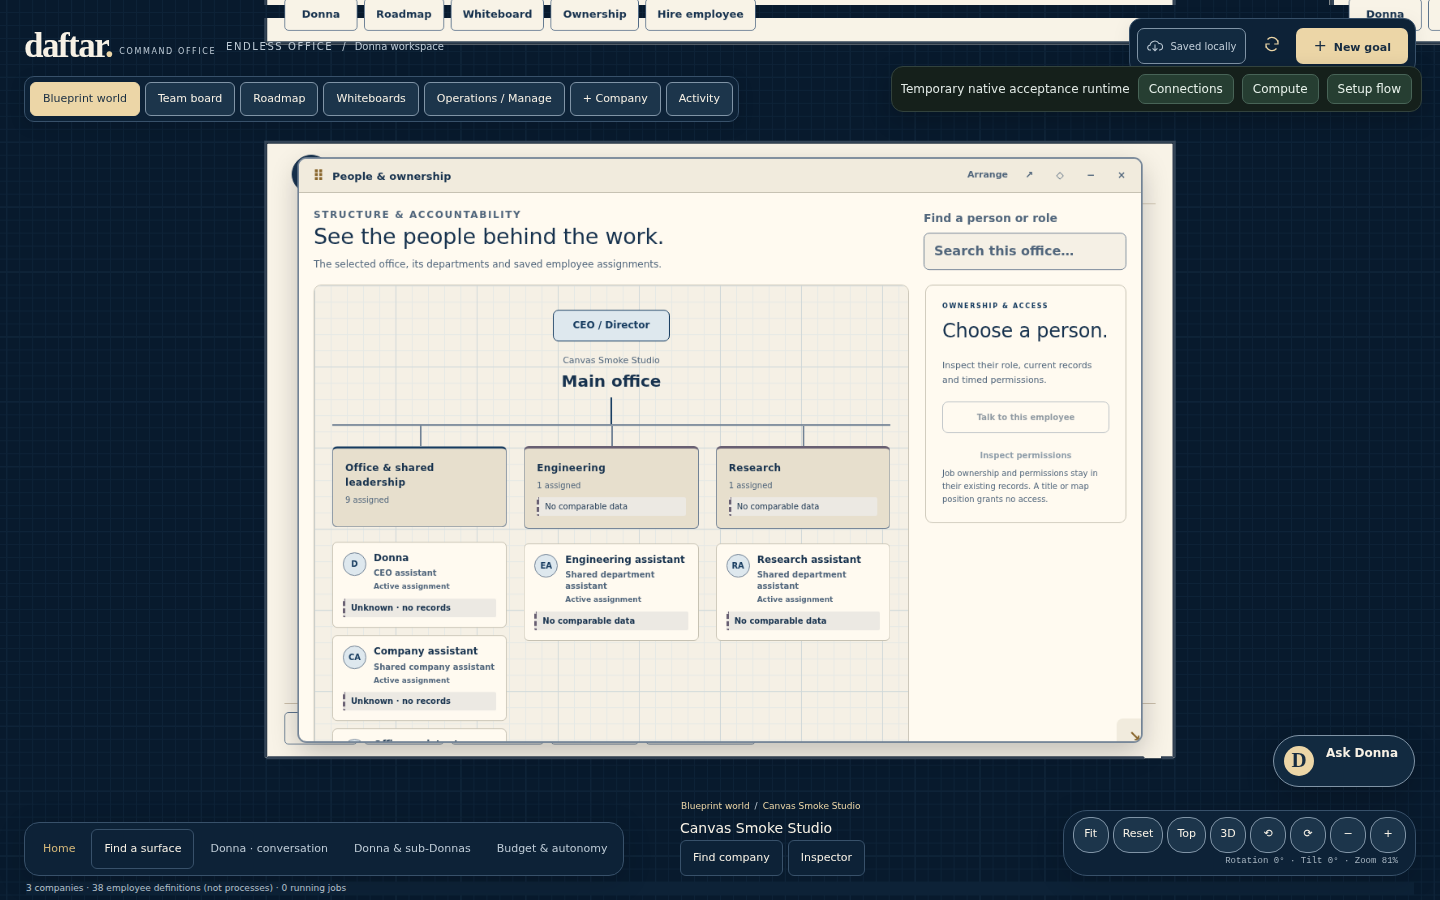 Donna Roadmap Whiteboard Ownership Hire employee
Donna
daftar. COMMAND OFFICE ENDLESS OFFICE / Donna workspace
Saved locally
+ New goal
Blueprint world Team board Roadmap Whiteboards Operations / Manage + Company Activity
Temporary native acceptance runtime Connections Compute Setup flow
People & ownership
Arrange ↗ ◇ − ×
STRUCTURE & ACCOUNTABILITY
See the people behind the work.
The selected office, its departments and saved employee assignments.
Find a person or role
Search this office…
CEO / Director
Canvas Smoke Studio
Main office
Office & shared
leadership
9 assigned
Engineering
1 assigned
No comparable data
Research
1 assigned
No comparable data
D
Donna
CEO assistant
Active assignment
Unknown · no records
EA
Engineering assistant
Shared department
assistant
Active assignment
No comparable data
RA
Research assistant
Shared department
assistant
Active assignment
No comparable data
CA
Company assistant
Shared company assistant
Active assignment
Unknown · no records
OWNERSHIP & ACCESS
Choose a person.
Inspect their role, current records
and timed permissions.
Talk to this employee
Inspect permissions
Job ownership and permissions stay in
their existing records. A title or map
position grants no access.
D Ask Donna
Blueprint world / Canvas Smoke Studio
Canvas Smoke Studio
Find company Inspector
Home Find a surface Donna · conversation Donna & sub-Donnas Budget & autonomy
Fit Reset Top 3D ⟲ ⟳ − +
Rotation 0° · Tilt 0° · Zoom 81%
3 companies · 38 employee definitions (not processes) · 0 running jobs